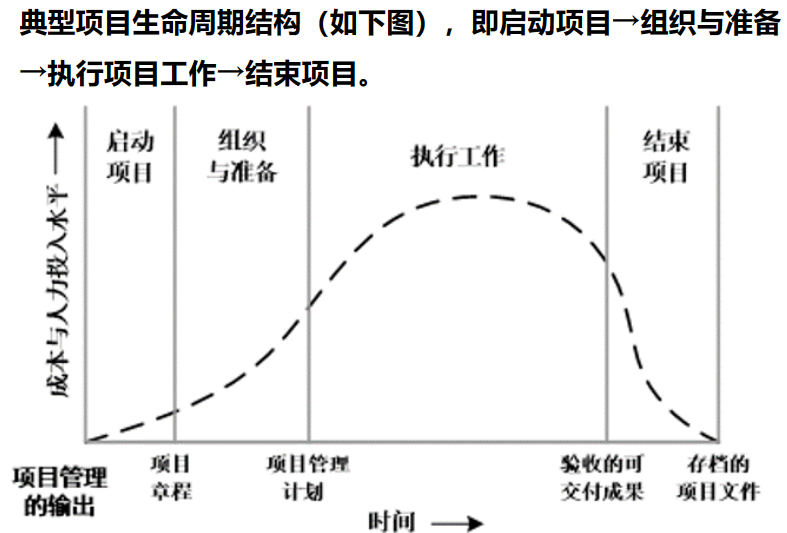 典型项目生命周期结构（如下图），即启动项目→组织与准备
→执行项目工作→结束项目。
启动
项目
组织
与准备
执行工作
结束
项目
成本与人力投入水平
项目管理
的输出
项目
章程
项目管理
计划
验收的可
交付成果
存档的
项目文件
时间